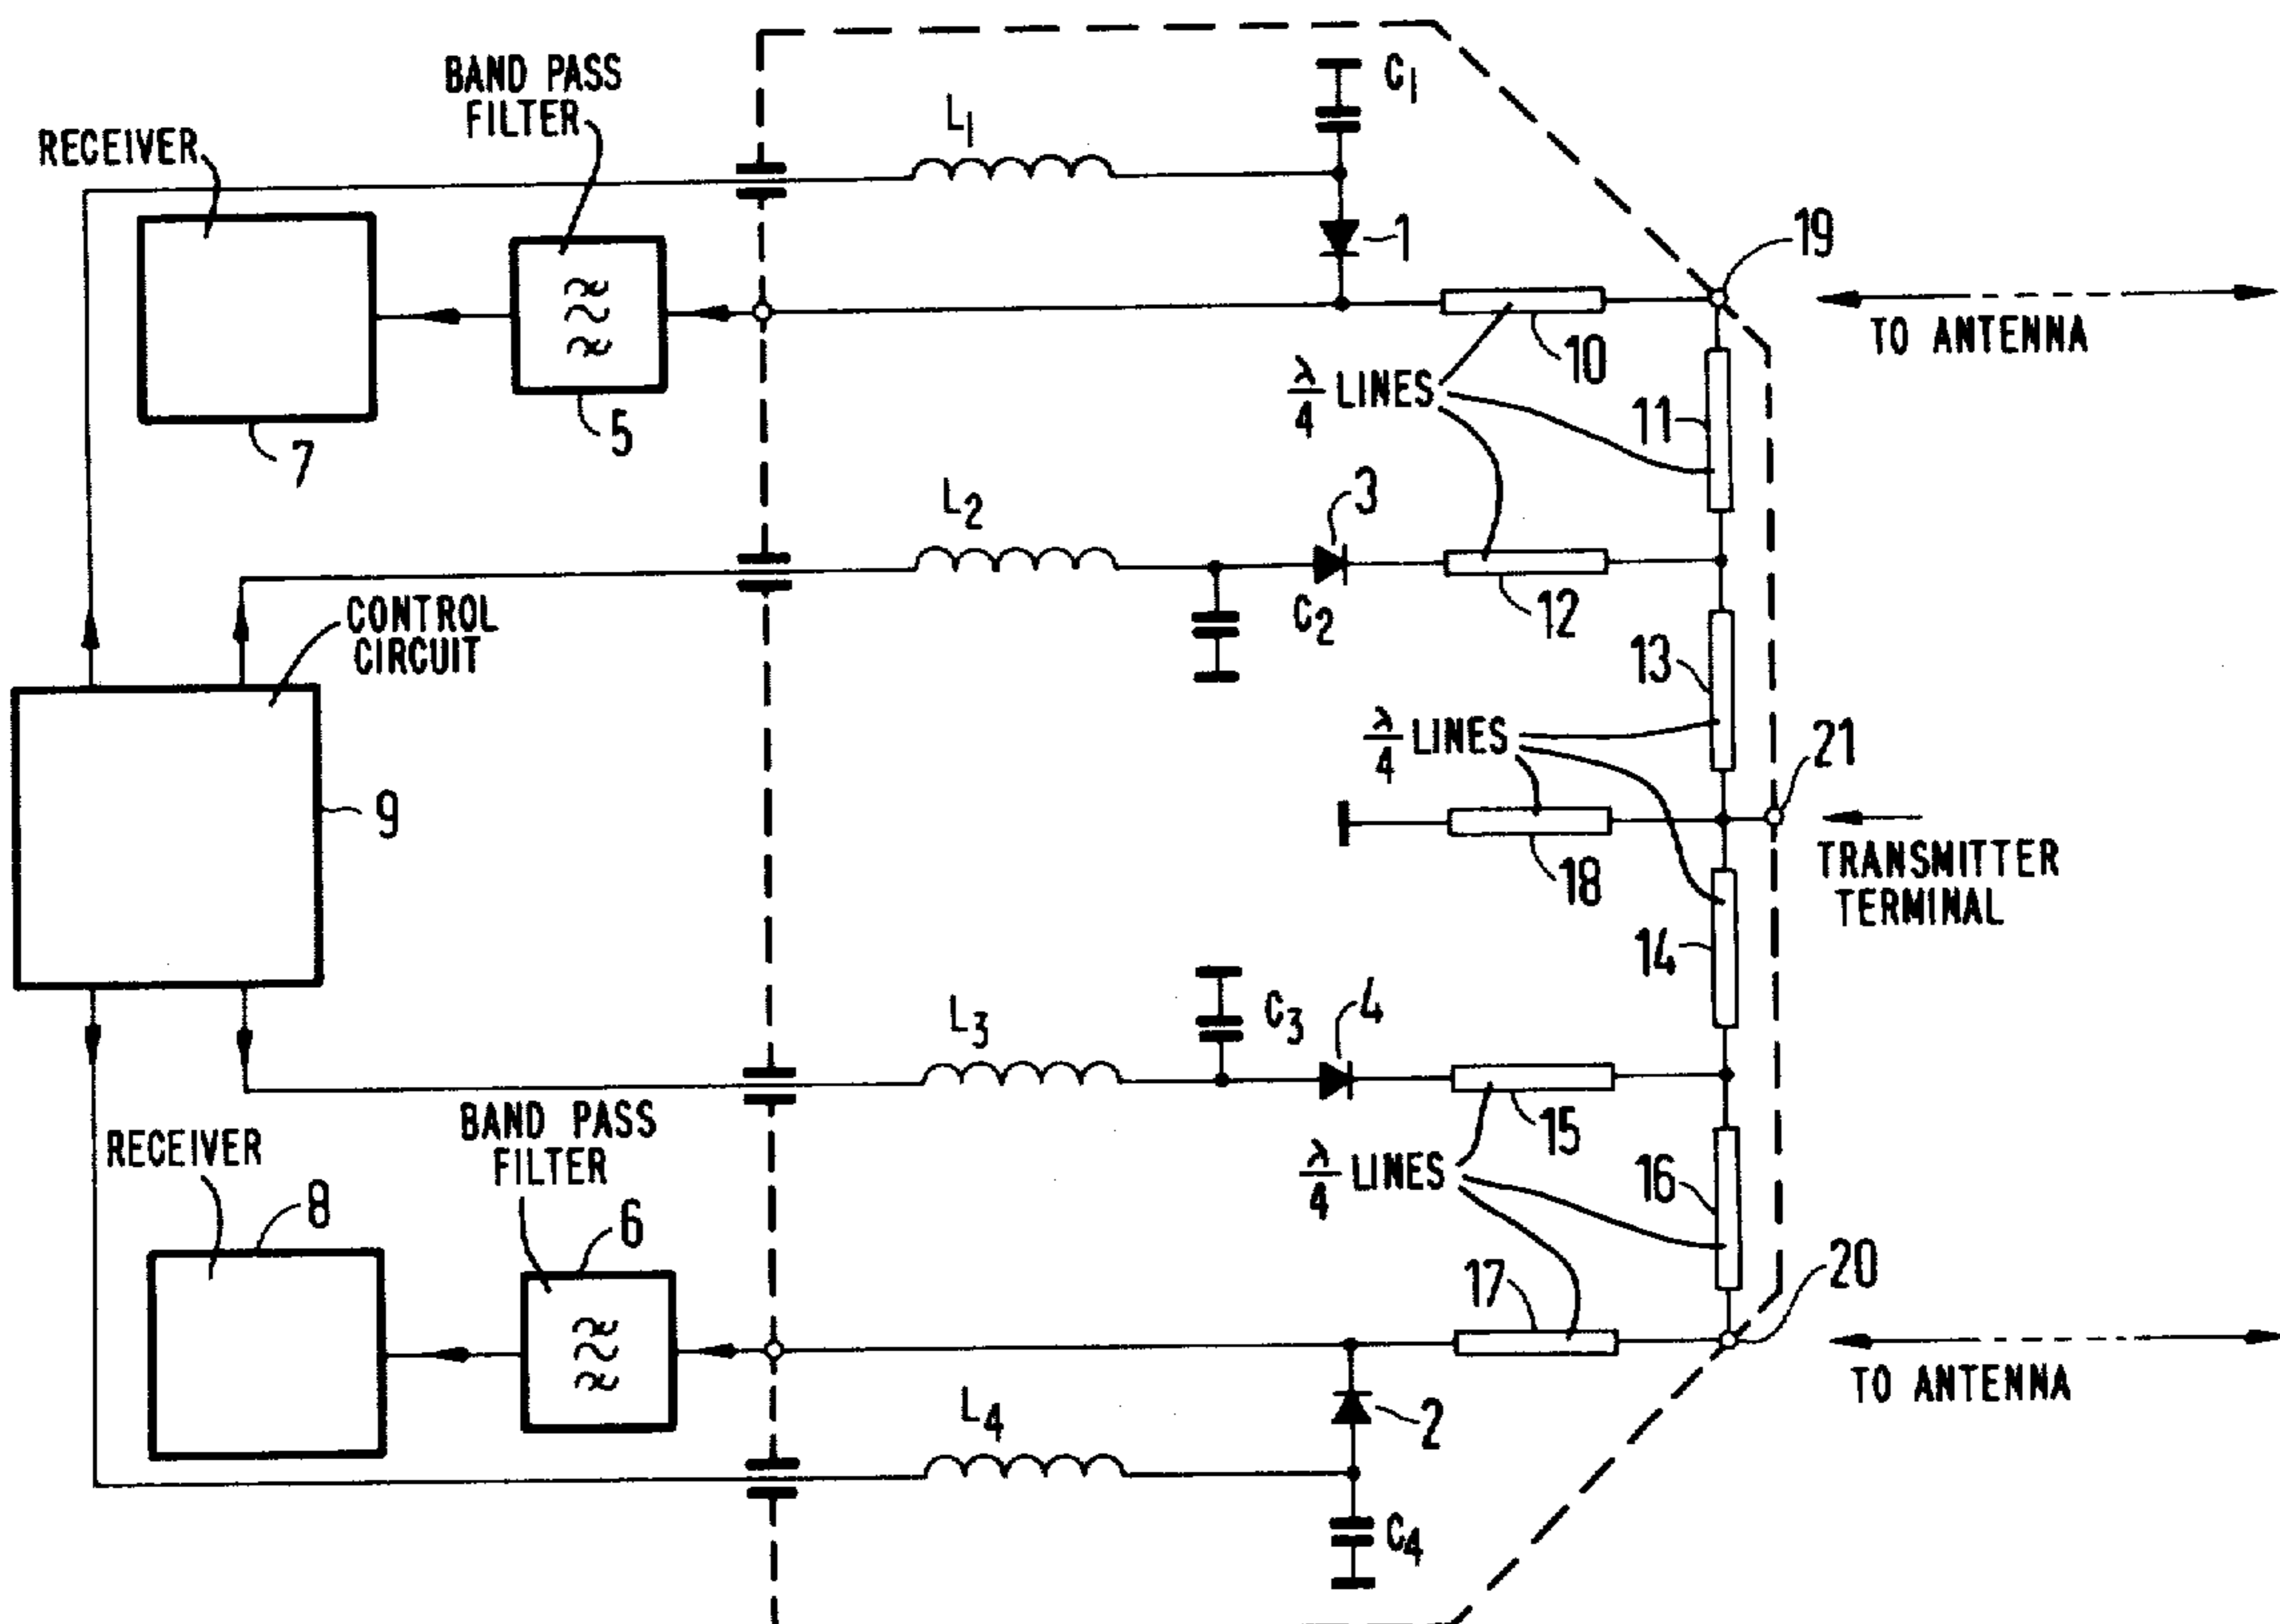 BAND PASS
FILTER
RECEIVER
L1
C1
1
19
TO ANTENNA
10
λ/4 LINES
11
5
7
L2
3
C2
12
CONTROL
CIRCUIT
13
λ/4 LINES
21
9
18
TRANSMITTER
TERMINAL
14
L3
C3
4
BAND PASS
FILTER
RECEIVER
15
λ/4 LINES
16
8
6
17
20
TO ANTENNA
L4
2
C4